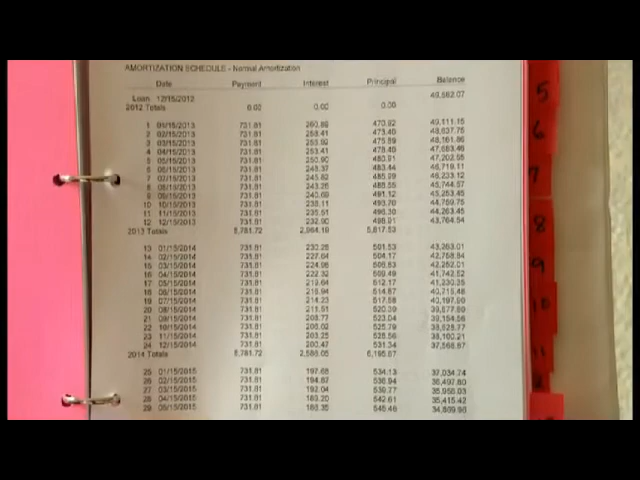 AMORTIZATION SCHEDULE - Normal Amortization
Date Payment Interest Principal Balance
Loan 12/15/2012 49,582.07
2012 Totals 0.00 0.00 0.00
1 01/15/2013 731.81 260.89 470.92 49,111.15
2 02/15/2013 731.81 258.41 473.40 48,637.75
3 03/15/2013 731.81 255.92 475.89 48,161.86
4 04/15/2013 731.81 253.41 478.40 47,683.46
5 05/15/2013 731.81 250.90 480.91 47,202.55
6 06/15/2013 731.81 248.37 483.44 46,719.11
7 07/15/2013 731.81 245.82 485.99 46,233.12
8 08/15/2013 731.81 243.26 488.55 45,744.57
9 09/15/2013 731.81 240.69 491.12 45,253.45
10 10/15/2013 731.81 238.11 493.70 44,759.75
11 11/15/2013 731.81 235.51 496.30 44,263.45
12 12/15/2013 731.81 232.90 498.91 43,764.54
2013 Totals 8,781.72 2,964.19 5,817.53
13 01/15/2014 731.81 230.28 501.53 43,263.01
14 02/15/2014 731.81 227.64 504.17 42,758.84
15 03/15/2014 731.81 224.98 506.83 42,252.01
16 04/15/2014 731.81 222.32 509.49 41,742.52
17 05/15/2014 731.81 219.64 512.17 41,230.35
18 06/15/2014 731.81 216.94 514.87 40,715.48
19 07/15/2014 731.81 214.23 517.58 40,197.90
20 08/15/2014 731.81 211.51 520.30 39,677.60
21 09/15/2014 731.81 208.77 523.04 39,154.56
22 10/15/2014 731.81 206.02 525.79 38,628.77
23 11/15/2014 731.81 203.25 528.56 38,100.21
24 12/15/2014 731.81 200.47 531.34 37,568.87
2014 Totals 8,781.72 2,586.05 6,195.67
25 01/15/2015 731.81 197.68 534.13 37,034.74
26 02/15/2015 731.81 194.87 536.94 36,497.80
27 03/15/2015 731.81 192.04 539.77 35,958.03
28 04/15/2015 731.81 189.20 542.61 35,415.42
29 05/15/2015 731.81 186.35 545.46 34,869.96
5
6
7
8
9
10
11